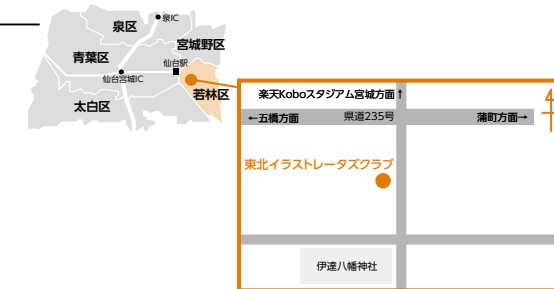 泉区
泉IC
宮城野区
青葉区
仙台駅
仙台宮城IC
若林区
太白区
楽天Koboスタジアム宮城方面↑
←五橋方面
県道235号
蒲町方面→
東北イラストレータズクラブ
伊達八幡神社